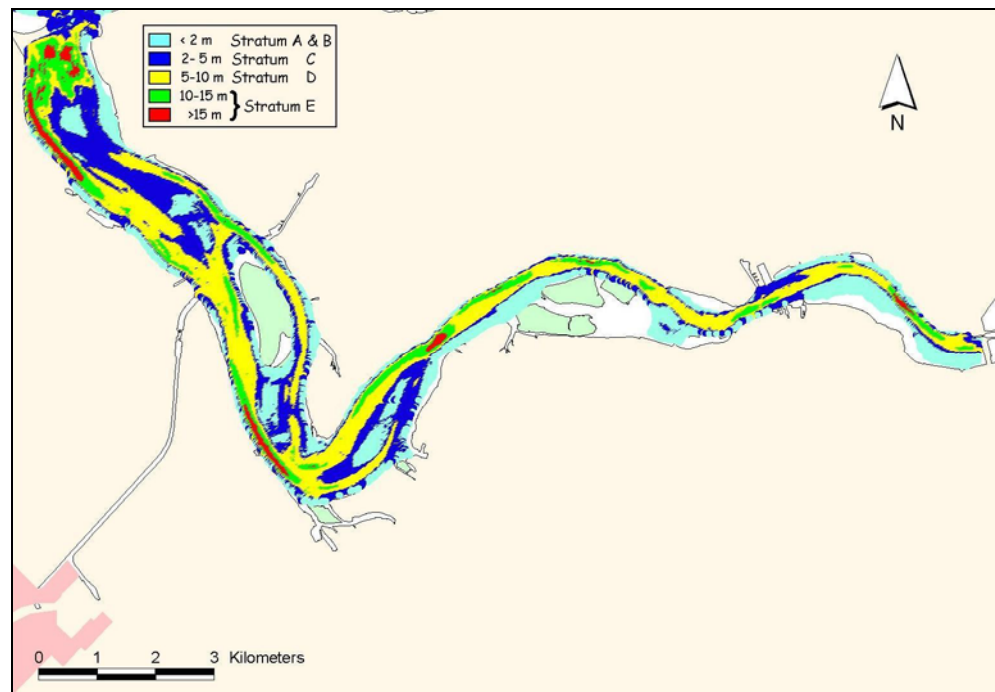 < 2 m Stratum A & B
2- 5 m Stratum C
5-10 m Stratum D
10-15 m } Stratum E
>15 m
N
0 1 2 3 Kilometers